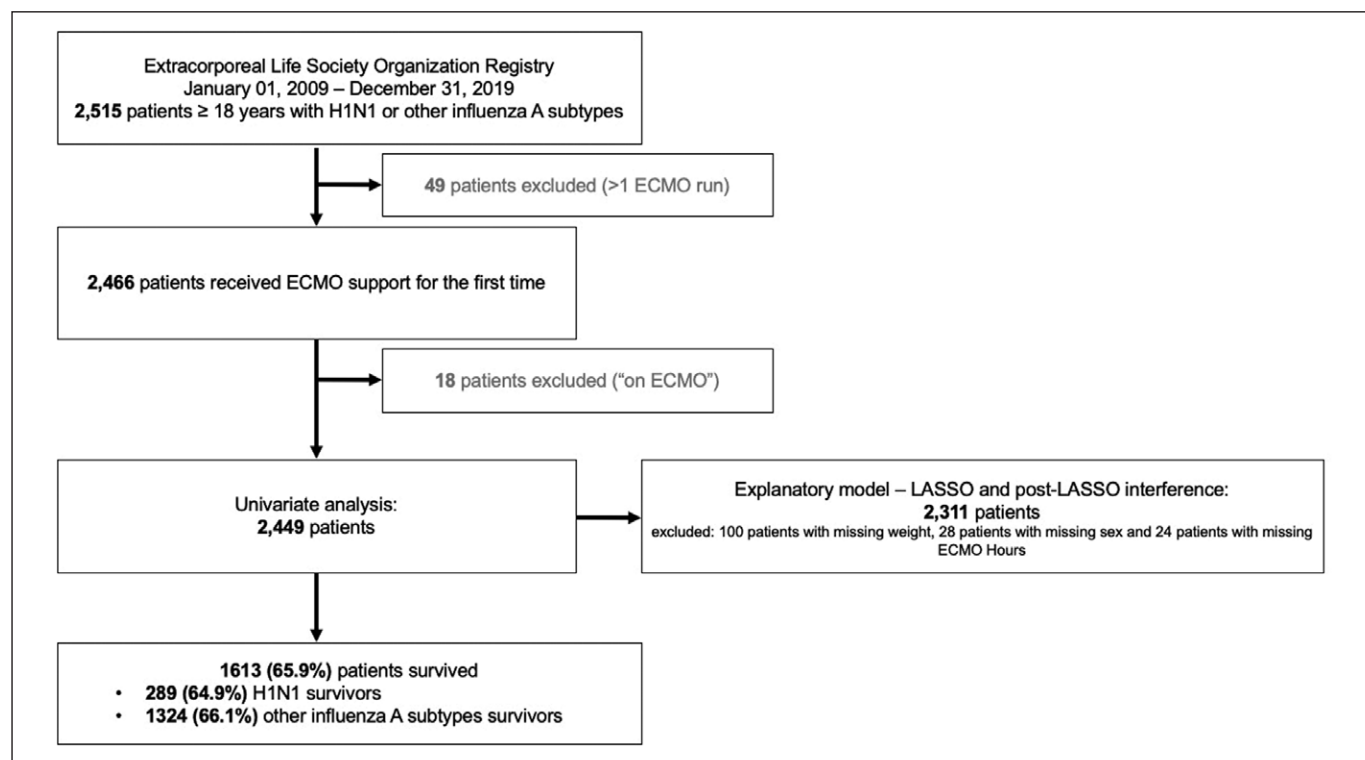 Extracorporeal Life Society Organization Registry
January 01, 2009 – December 31, 2019
2,515 patients ≥ 18 years with H1N1 or other influenza A subtypes
49 patients excluded (>1 ECMO run)
2,466 patients received ECMO support for the first time
18 patients excluded (“on ECMO”)
Univariate analysis:
2,449 patients
Explanatory model – LASSO and post-LASSO interference:
2,311 patients
excluded: 100 patients with missing weight, 28 patients with missing sex and 24 patients with missing
ECMO Hours
1613 (65.9%) patients survived
• 289 (64.9%) H1N1 survivors
• 1324 (66.1%) other influenza A subtypes survivors